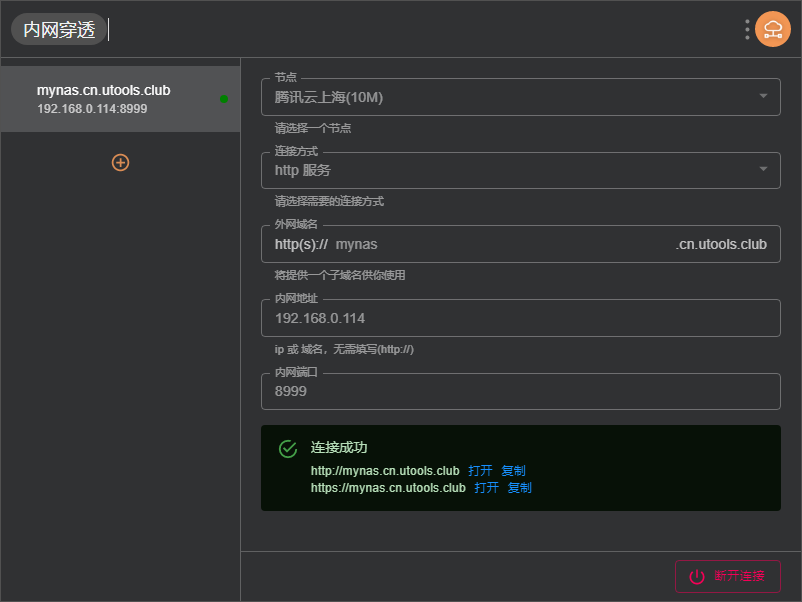 内网穿透
mynas.cn.utools.club
192.168.0.114:8999
节点
腾讯云上海(10M)
请选择一个节点
连接方式
http 服务
请选择需要的连接方式
外网域名
http(s):// mynas .cn.utools.club
将提供一个子域名供你使用
内网地址
192.168.0.114
ip 或 域名，无需填写(http://)
内网端口
8999
连接成功
http://mynas.cn.utools.club 打开 复制
https://mynas.cn.utools.club 打开 复制
断开连接